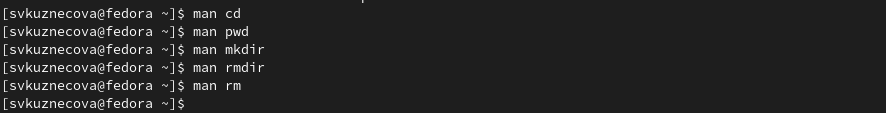 [svkuznecova@fedora ~]$ man cd
[svkuznecova@fedora ~]$ man pwd
[svkuznecova@fedora ~]$ man mkdir
[svkuznecova@fedora ~]$ man rmdir
[svkuznecova@fedora ~]$ man rm
[svkuznecova@fedora ~]$